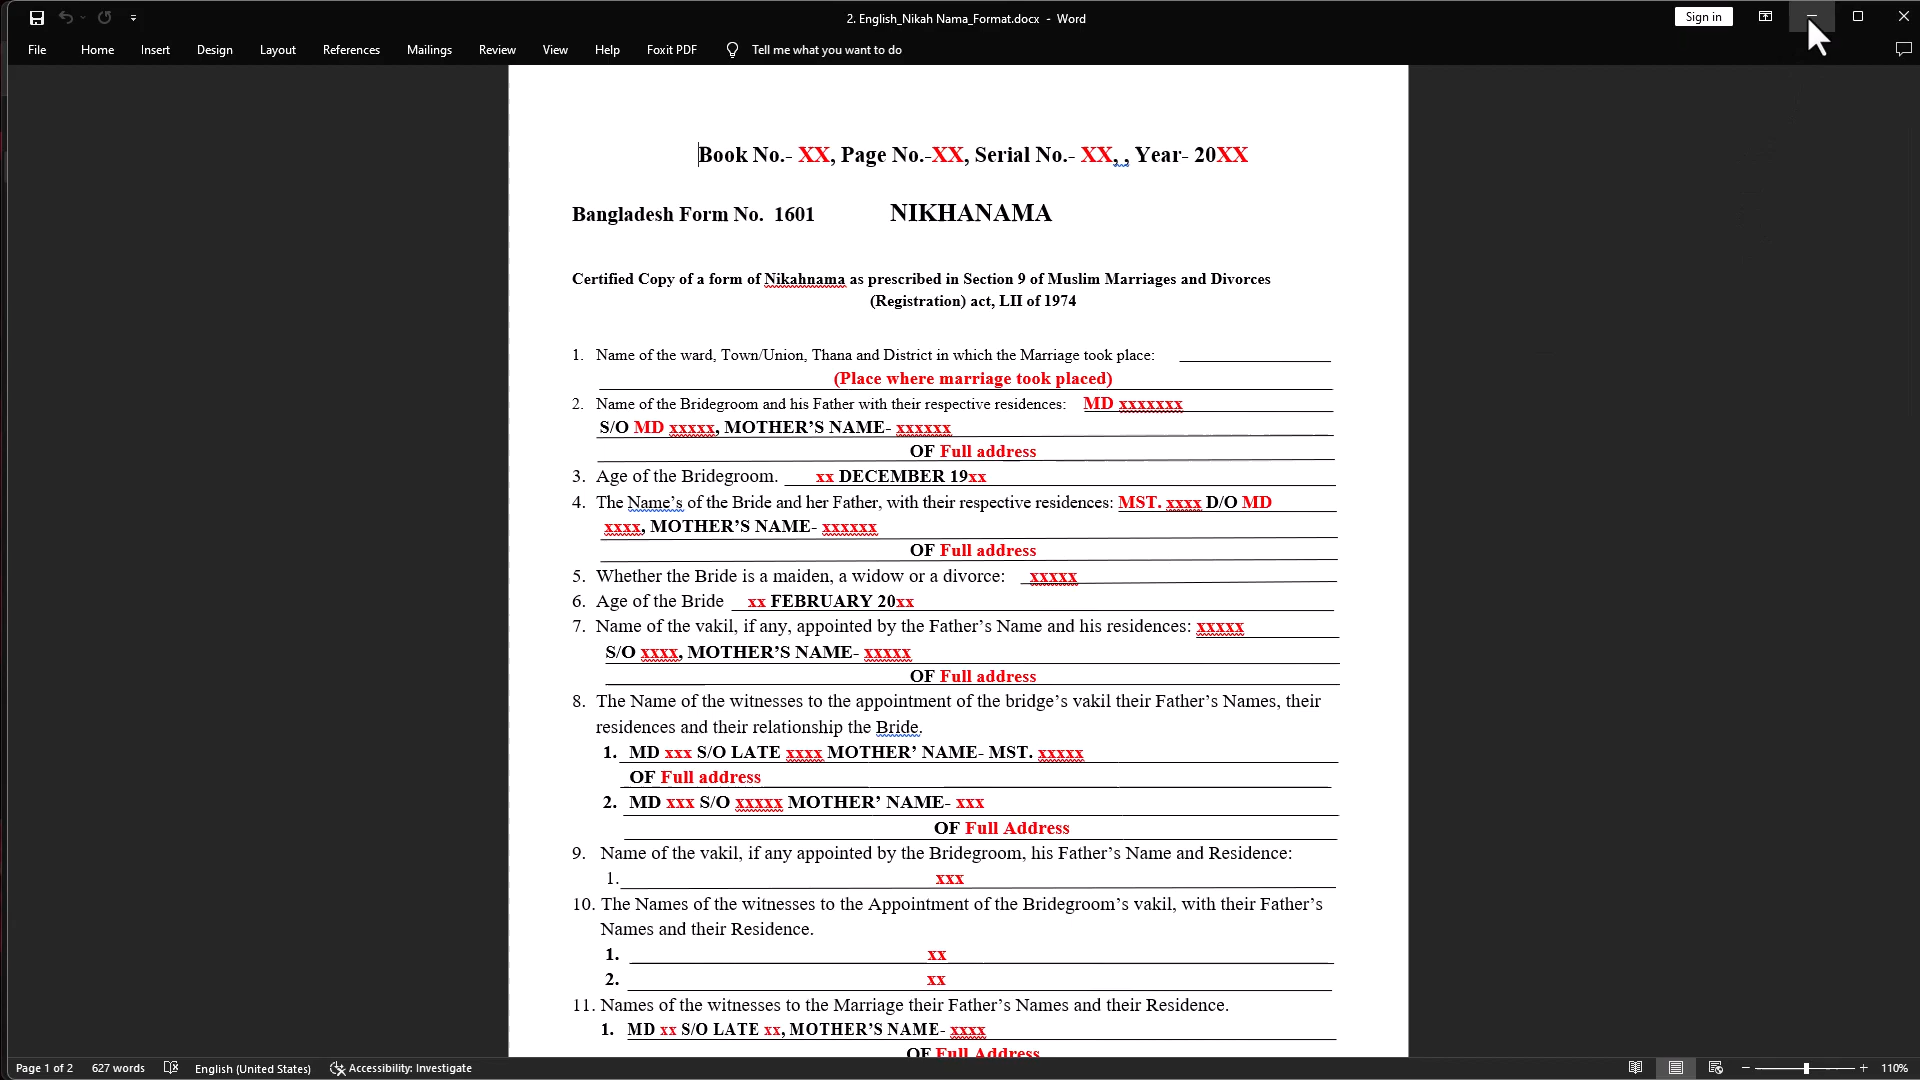 2. English_Nikah Nama_Format.docx - Word
Sign in
File Home Insert Design Layout References Mailings Review View Help Foxit PDF Tell me what you want to do
Book No.- XX, Page No.-XX, Serial No.- XX, , Year- 20XX
Bangladesh Form No. 1601 NIKHANAMA
Certified Copy of a form of Nikahnama as prescribed in Section 9 of Muslim Marriages and Divorces
(Registration) act, LII of 1974
1. Name of the ward, Town/Union, Thana and District in which the Marriage took place:
(Place where marriage took placed)
2. Name of the Bridegroom and his Father with their respective residences: MD xxxxxxx
S/O MD xxxxx, MOTHER’S NAME- xxxxxx
OF Full address
3. Age of the Bridegroom. xx DECEMBER 19xx
4. The Name’s of the Bride and her Father, with their respective residences: MST. xxxx D/O MD
xxxx, MOTHER’S NAME- xxxxxx
OF Full address
5. Whether the Bride is a maiden, a widow or a divorce: xxxxx
6. Age of the Bride xx FEBRUARY 20xx
7. Name of the vakil, if any, appointed by the Father’s Name and his residences: xxxxx
S/O xxxx, MOTHER’S NAME- xxxxx
OF Full address
8. The Name of the witnesses to the appointment of the bridge’s vakil their Father’s Names, their
residences and their relationship the Bride.
1. MD xxx S/O LATE xxxx MOTHER’ NAME- MST. xxxxx
OF Full address
2. MD xxx S/O xxxxx MOTHER’ NAME- xxx
OF Full Address
9. Name of the vakil, if any appointed by the Bridegroom, his Father’s Name and Residence:
1. xxx
10. The Names of the witnesses to the Appointment of the Bridegroom’s vakil, with their Father’s
Names and their Residence.
1. xx
2. xx
11. Names of the witnesses to the Marriage their Father’s Names and their Residence.
1. MD xx S/O LATE xx, MOTHER’S NAME- xxxx
OF Full Address
Page 1 of 2 627 words English (United States) Accessibility: Investigate 110%